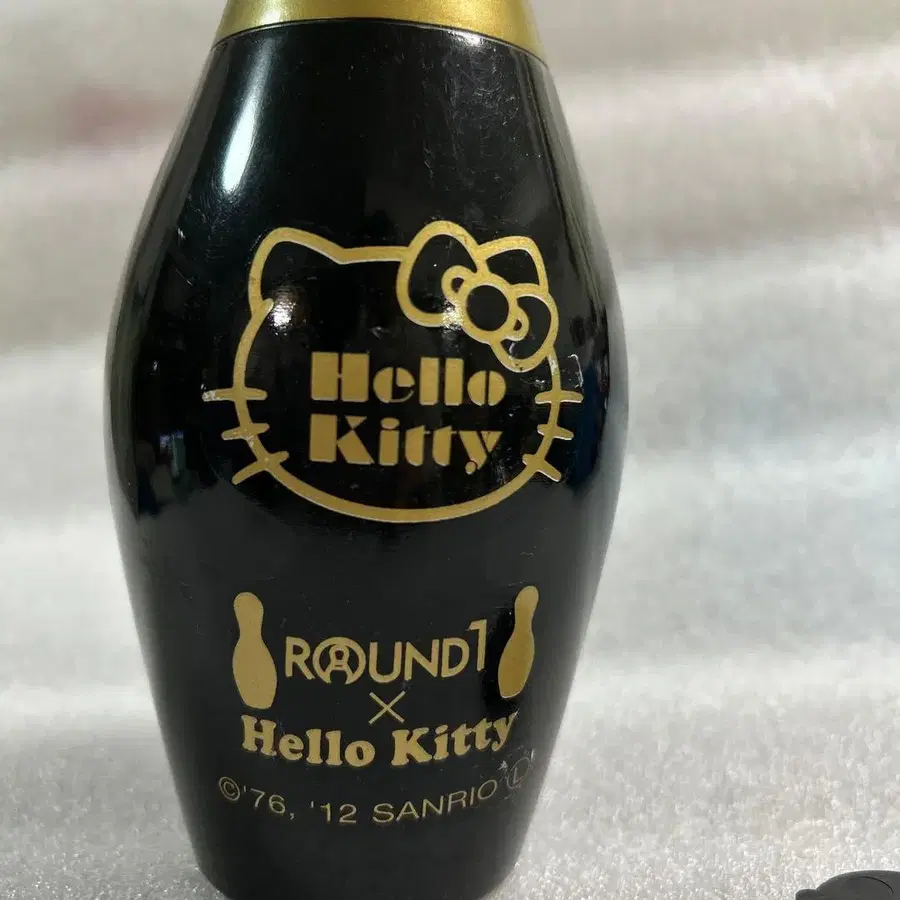 Hello
Kitty
ROUND1
×
Hello Kitty
©'76, '12 SANRIO Ⓛ